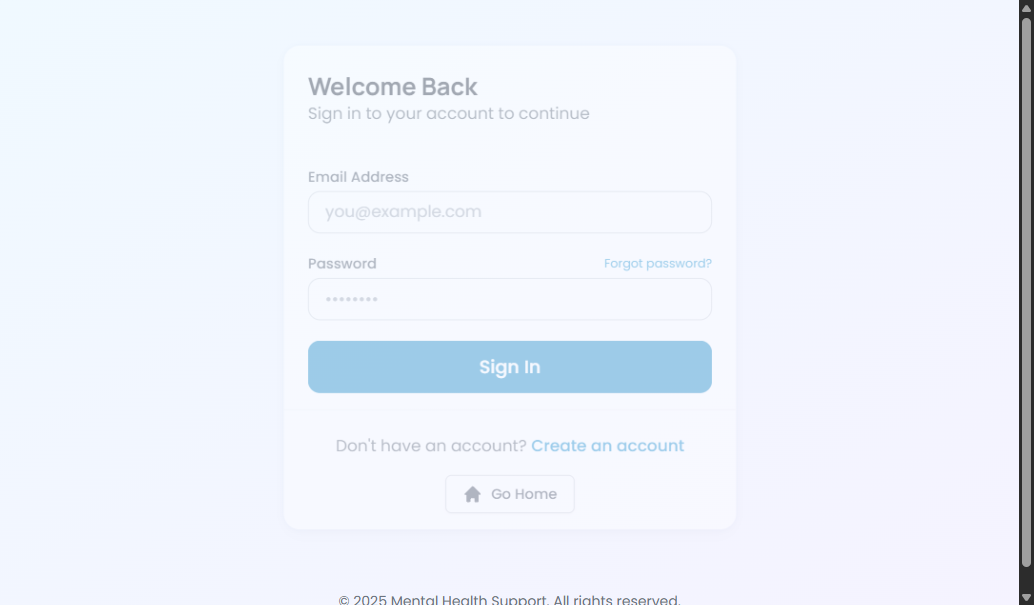 Welcome Back
Sign in to your account to continue
Email Address
you@example.com
Password Forgot password?
••••••••
Sign In
Don't have an account? Create an account
Go Home
© 2025 Mental Health Support. All rights reserved.